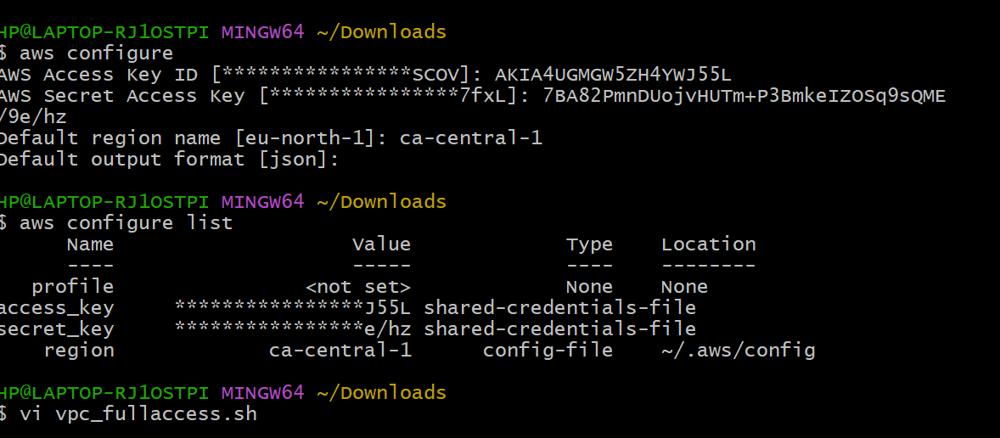 HP@LAPTOP-RJ1OSTPI MINGW64 ~/Downloads
$ aws configure
AWS Access Key ID [****************SCOV]: AKIA4UGMGW5ZH4YWJ55L
AWS Secret Access Key [****************7fxL]: 7BA82PmnDUojvHUTm+P3BmkeIZOSq9sQME
/9e/hz
Default region name [eu-north-1]: ca-central-1
Default output format [json]:
HP@LAPTOP-RJ1OSTPI MINGW64 ~/Downloads
$ aws configure list
Name Value Type Location
---- ----- ---- --------
profile <not set> None None
access_key ****************J55L shared-credentials-file
secret_key ****************e/hz shared-credentials-file
region ca-central-1 config-file ~/.aws/config
HP@LAPTOP-RJ1OSTPI MINGW64 ~/Downloads
$ vi vpc_fullaccess.sh